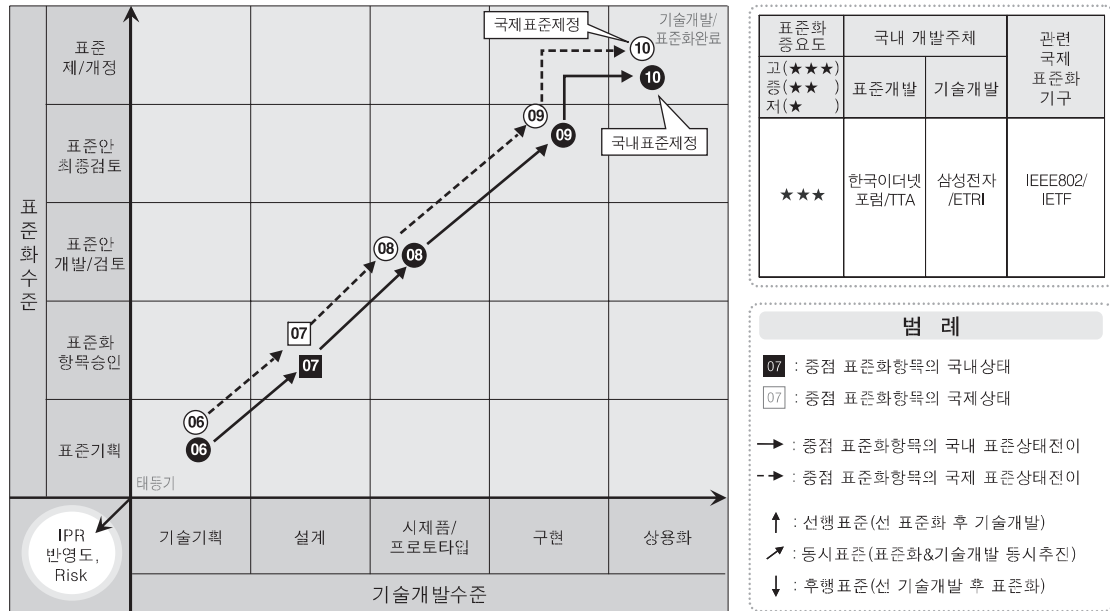 국제표준제정
기술개발/
표준화완료
표준
제/개정
10
10
09
09
국내표준제정
표준안
최종검토
표준화수준
표준안
개발/검토
08
08
표준화
항목승인
07
07
표준기획
06
06
태동기
IPR
반영도,
Risk
기술기획
설계
시제품/
프로토타입
구현
상용화
기술개발수준
표준화
중요도
국내 개발주체
관련
국제
표준화
기구
고(★★★)
중(★★ )
저(★ )
표준개발
기술개발
★★★
한국이더넷
포럼/TTA
삼성전자
/ETRI
IEEE802/
IETF
범 례
07 : 중점 표준화항목의 국내상태
07 : 중점 표준화항목의 국제상태
: 중점 표준화항목의 국내 표준상태전이
: 중점 표준화항목의 국제 표준상태전이
: 선행표준(선 표준화 후 기술개발)
: 동시표준(표준화&기술개발 동시추진)
: 후행표준(선 기술개발 후 표준화)